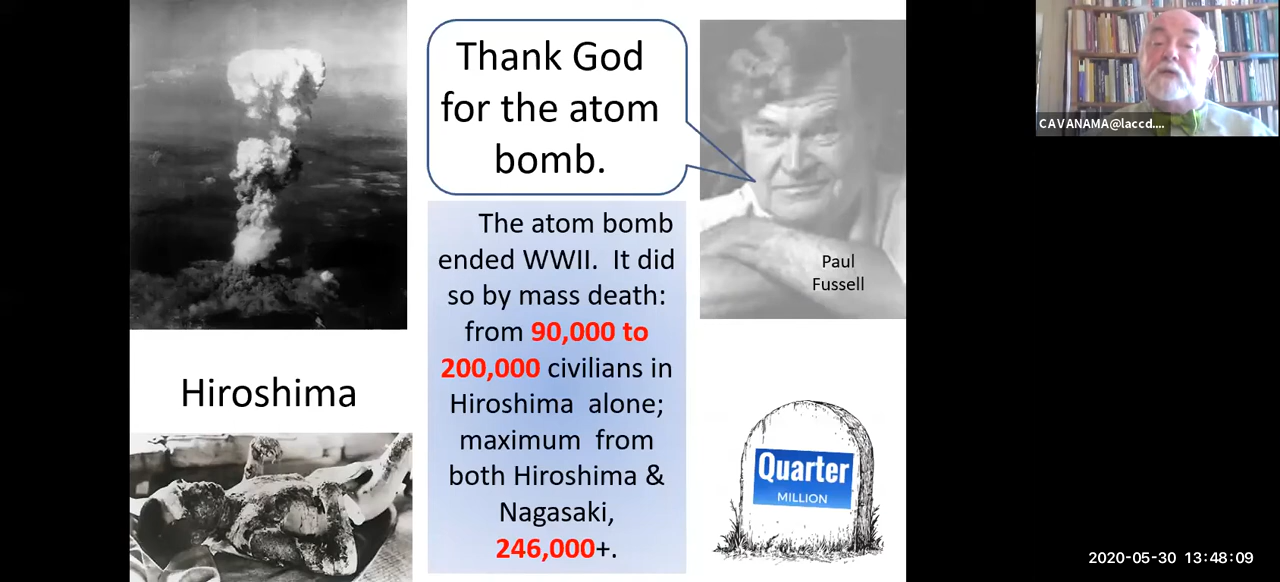 Thank God
for the atom
bomb.
Paul
Fussell
The atom bomb
ended WWII. It did
so by mass death:
from 90,000 to
200,000 civilians in
Hiroshima alone;
maximum from
both Hiroshima &
Nagasaki,
246,000+.
Hiroshima
Quarter
MILLION
CAVANAMA@laccd....
2020-05-30 13:48:09